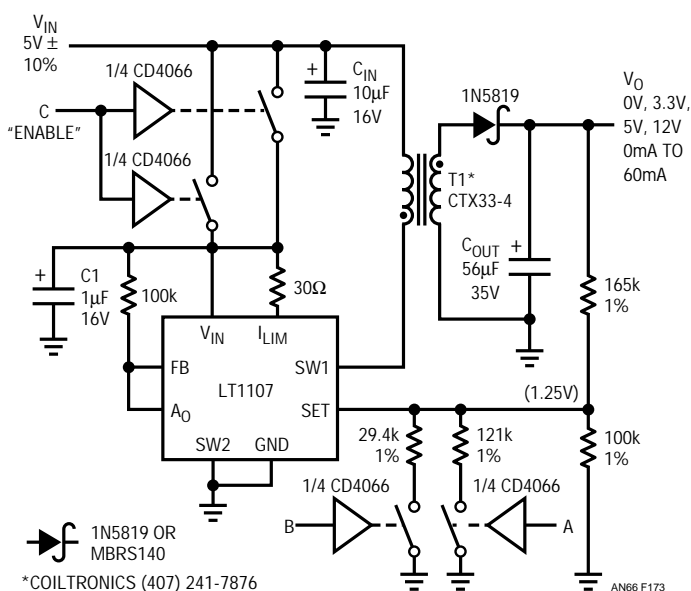 V_IN
5V ±
10%
1/4 CD4066
C
"ENABLE"
1/4 CD4066
+
C_IN
10µF
16V
1N5819
V_O
0V, 3.3V,
5V, 12V
0mA TO
60mA
T1*
CTX33-4
C_OUT
56µF
35V
+
165k
1%
+
C1
1µF
16V
100k
30Ω
V_IN
I_LIM
FB
SW1
LT1107
A_O
SET
SW2
GND
(1.25V)
29.4k
1%
121k
1%
100k
1%
1/4 CD4066
1/4 CD4066
B
A
1N5819 OR
MBRS140
*COILTRONICS (407) 241-7876
AN66 F173